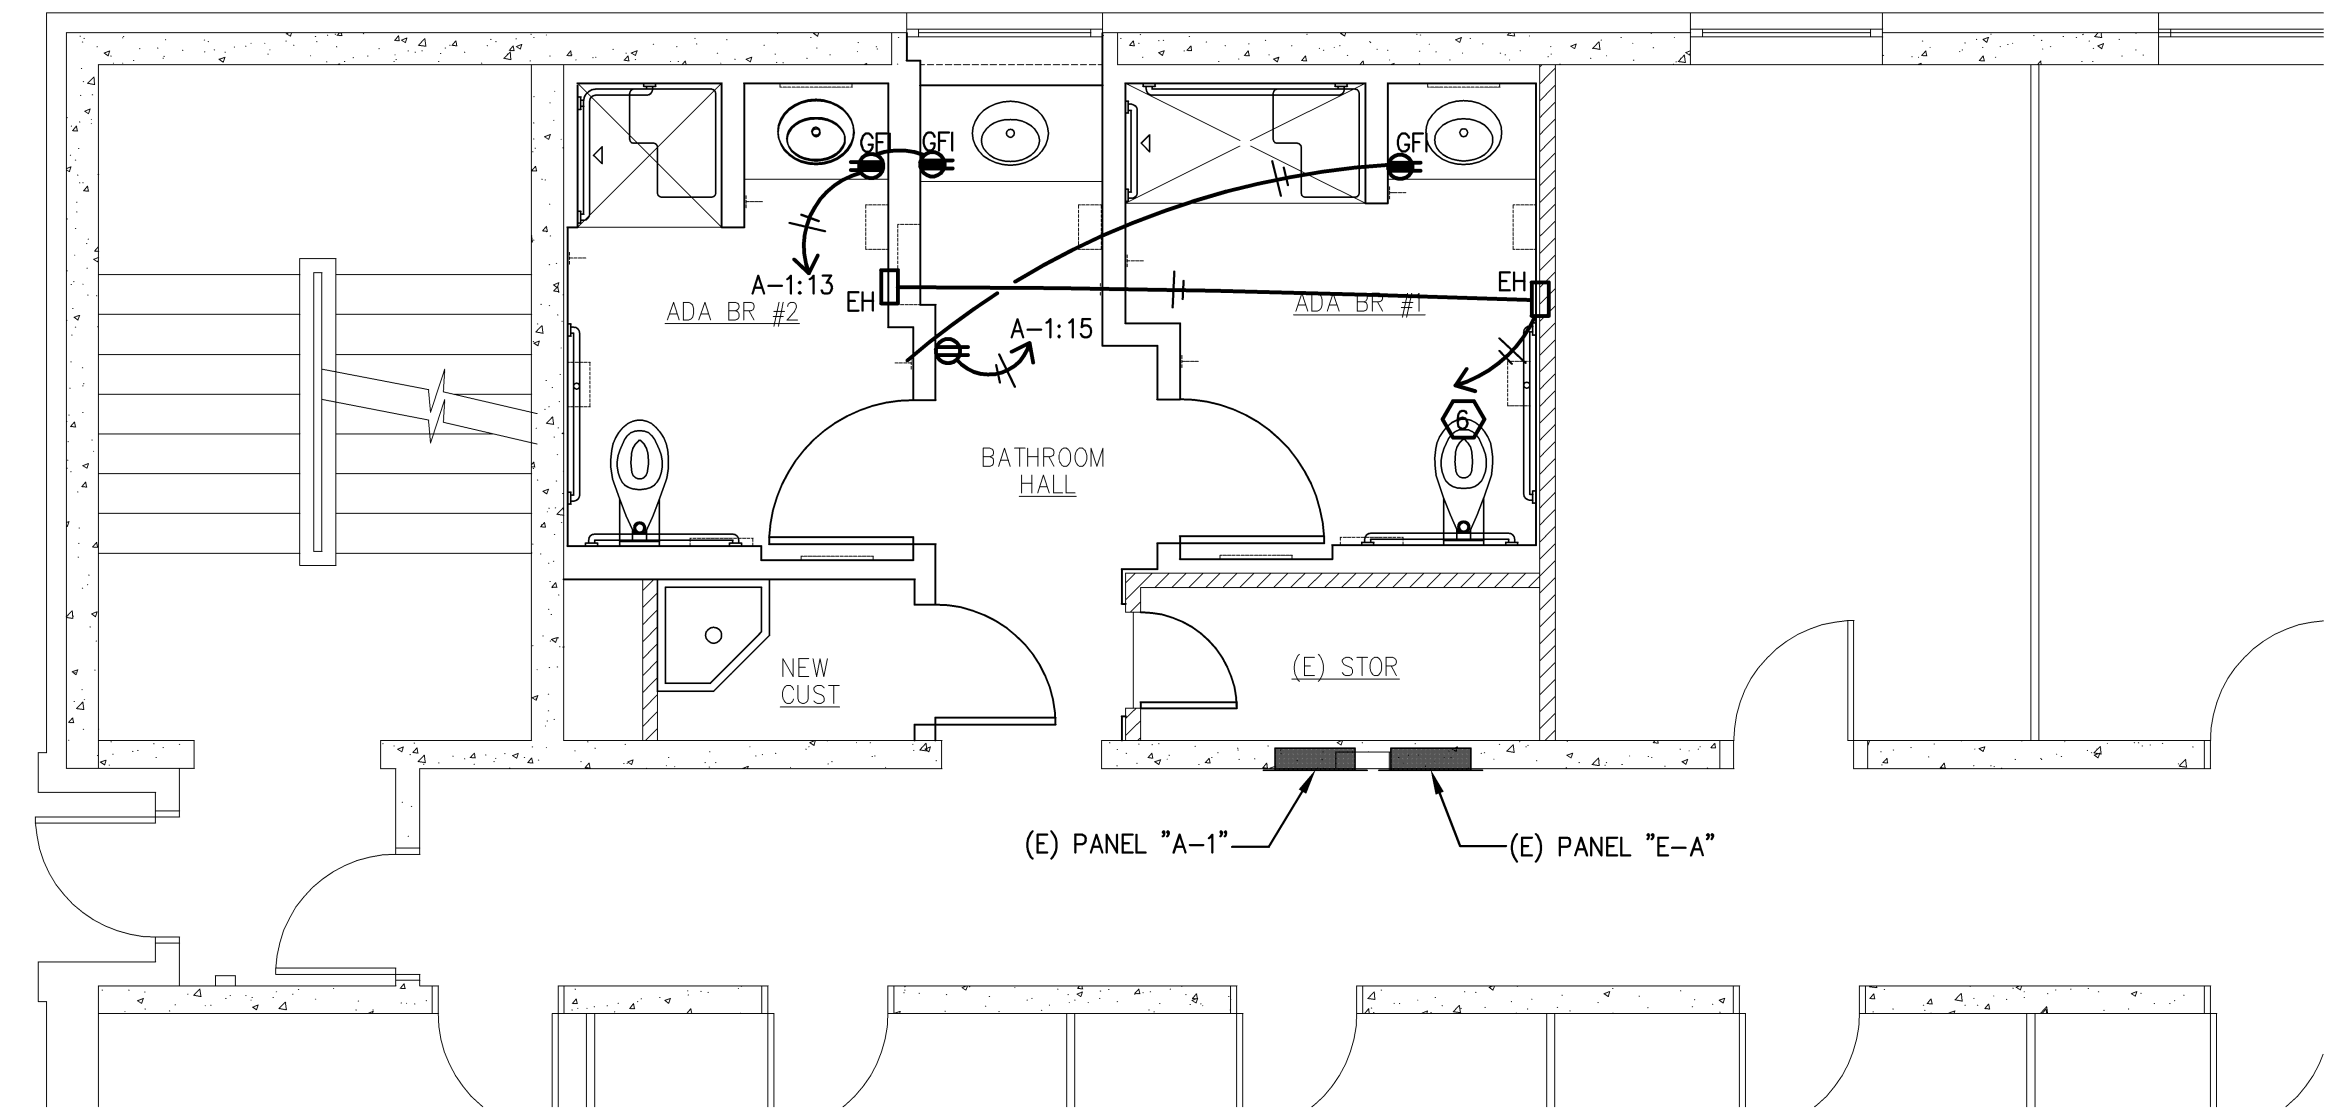 GFI
GFI
GFI
A-1:13
EH
EH
ADA BR #2
ADA BR #1
A-1:15
6
BATHROOM
HALL
NEW
CUST
(E) STOR
(E) PANEL "A-1"
(E) PANEL "E-A"